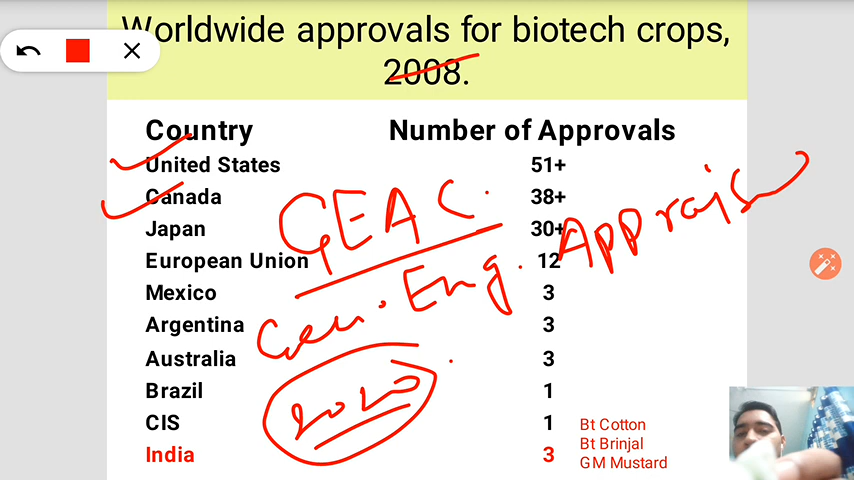 Worldwide approvals for biotech crops,
2008.
Country Number of Approvals
United States 51+
Canada 38+
Japan 30+
European Union 12
Mexico 3
Argentina 3
Australia 3
Brazil 1
CIS 1
India 3
Bt Cotton
Bt Brinjal
GM Mustard
GEAC.
Gen. Eng. Appraisal
2020